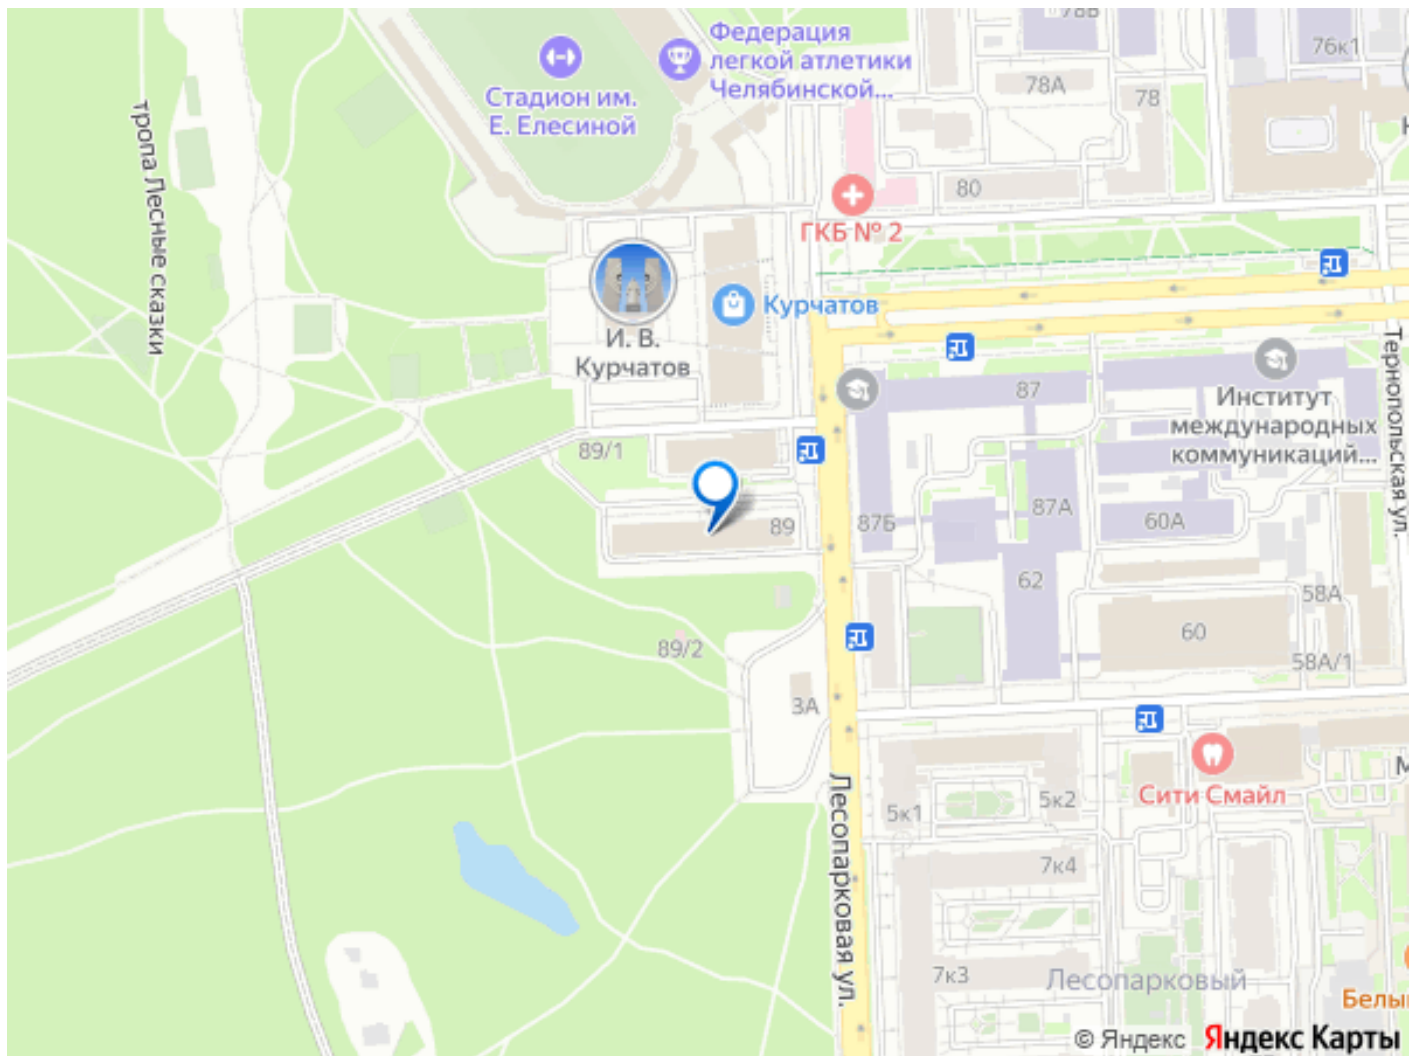 78В
Федерация
легкой атлетики
Челябинской...
76к1
78А
78
Стадион им.
Е. Елесиной
тропа Лесные сказки
80
ГКБ № 2
Курчатов
И. В.
Курчатов
Тернопольская ул.
87
Институт
международных
коммуникаций...
89/1
89
87Б
87А
60А
62
58А
60
89/2
58А/1
3А
Лесопарковая ул.
Сити Смайл
5к1
5к2
7к4
7к3
Лесопарковый
Белы
© Яндекс Яндекс Карты